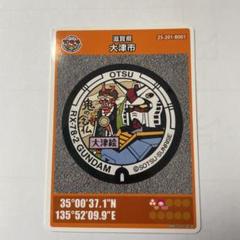 滋賀県
大津市
25-201-B001
OTSU
鬼の念仏
大津絵
RX-78-2 GUNDAM
©SOTSU・SUNRISE
35°00'37.1"N
135°52'09.9"E